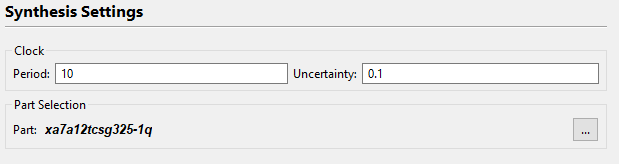 Synthesis Settings
Clock
Period: 10 Uncertainty: 0.1
Part Selection
Part: xa7a12tcsg325-1q ...